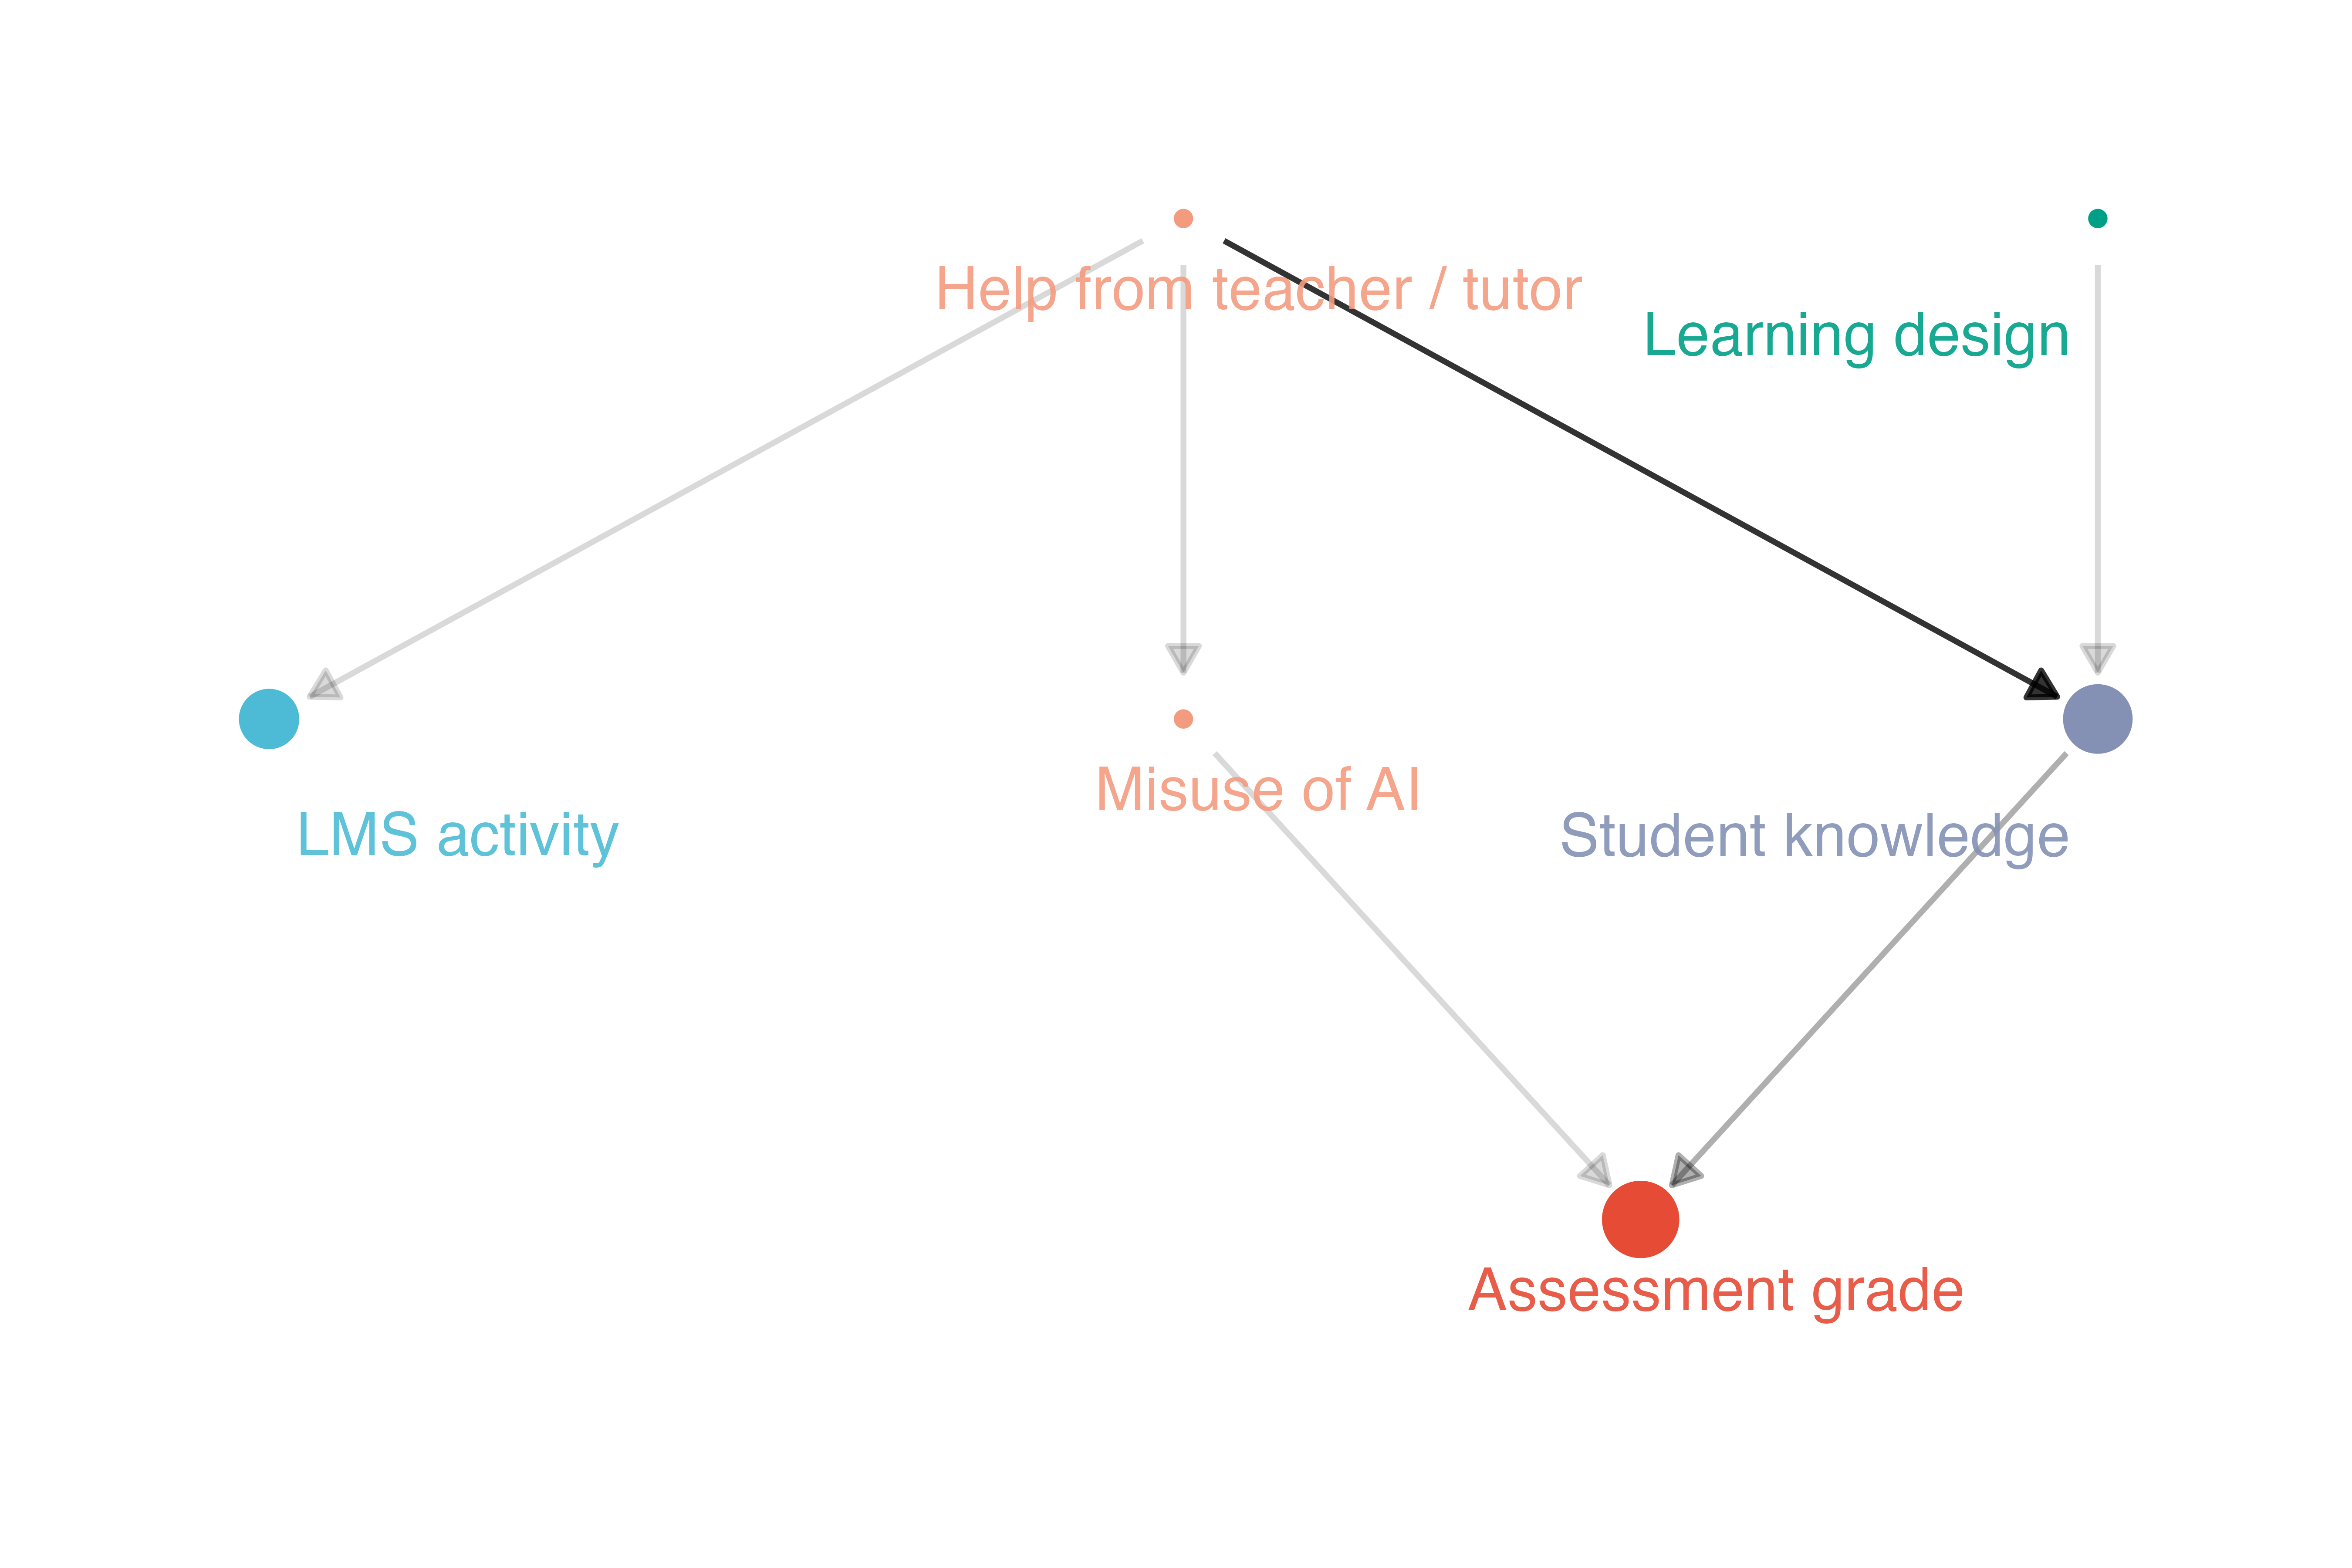 Help from teacher / tutor
Learning design
LMS activity
Misuse of AI
Student knowledge
Assessment grade